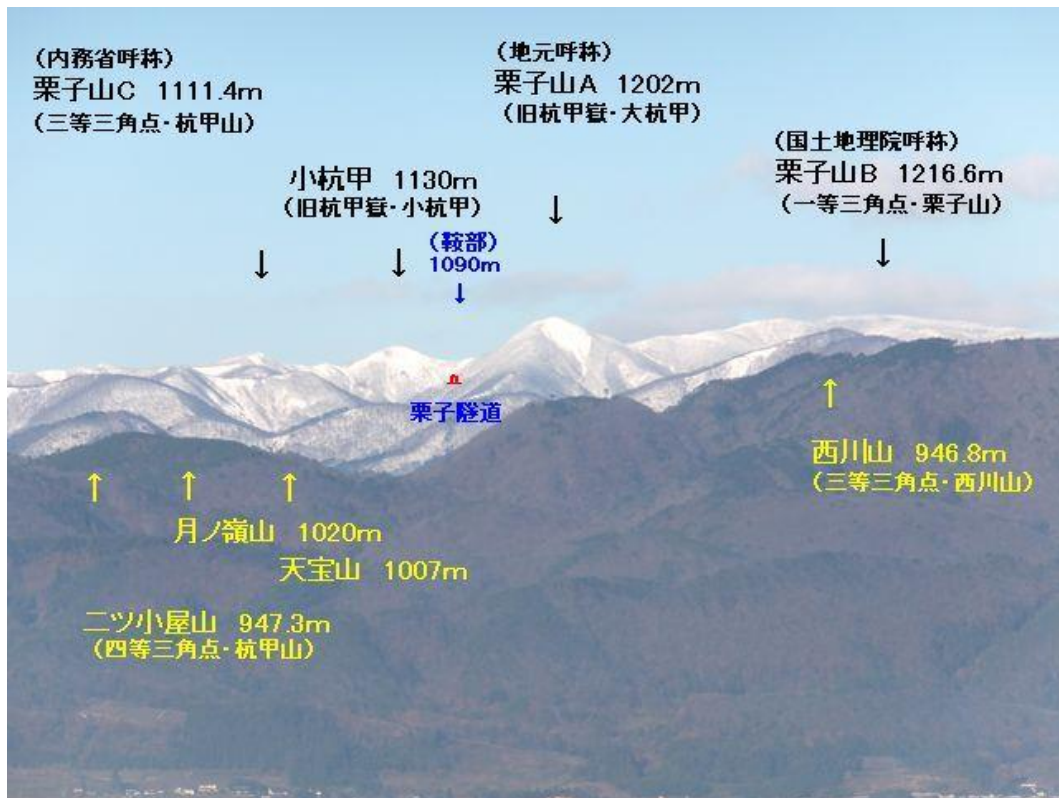 (内務省呼称)
栗子山C 1111.4m
(三等三角点・杭甲山)
(地元呼称)
栗子山A 1202m
(旧杭甲嶽・大杭甲)
(国土地理院呼称)
栗子山B 1216.6m
(一等三角点・栗子山)
小杭甲 1130m
(旧杭甲嶽・小杭甲)
(鞍部)
1090m
栗子隧道
西川山 946.8m
(三等三角点・西川山)
月ノ嶺山 1020m
天宝山 1007m
二ツ小屋山 947.3m
(四等三角点・杭甲山)